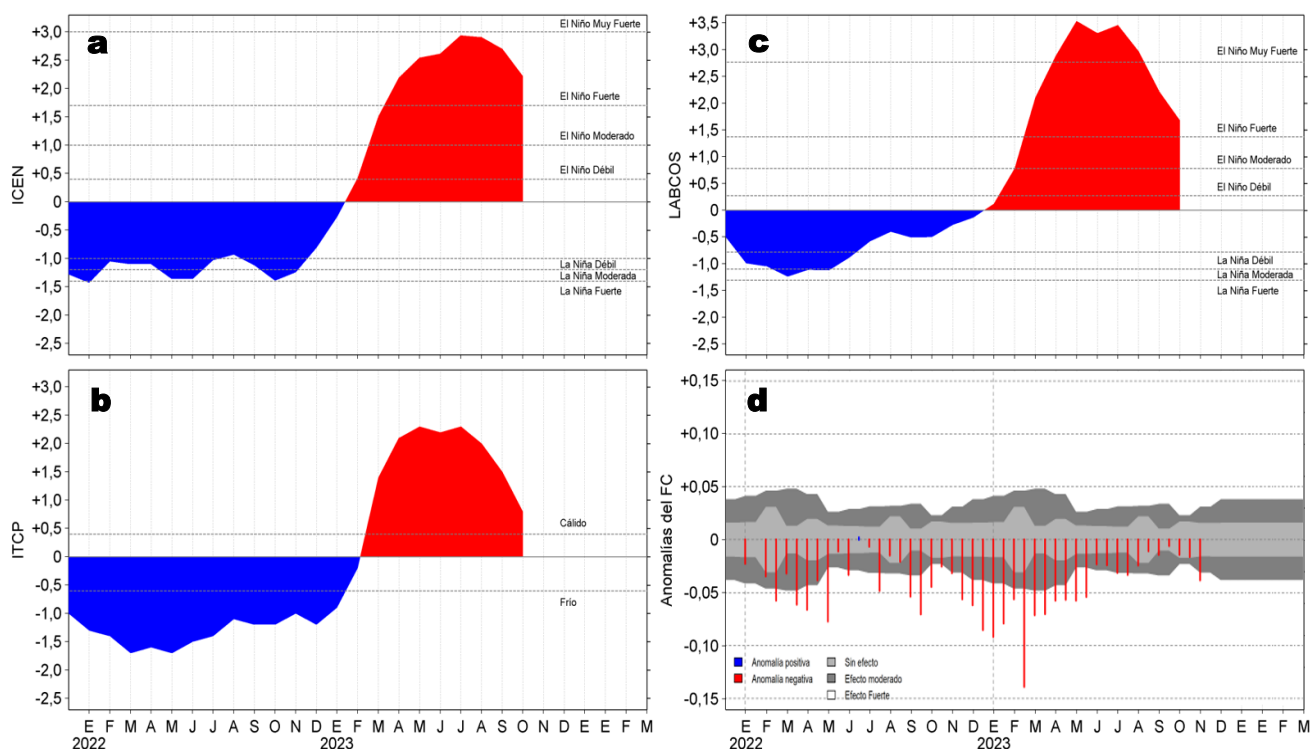 a
+3,0
+2,5
+2,0
+1,5
+1,0
+0,5
0
-0,5
-1,0
-1,5
-2,0
-2,5
ICEN
El Niño Muy Fuerte
El Niño Fuerte
El Niño Moderado
El Niño Débil
La Niña Débil
La Niña Moderada
La Niña Fuerte
E F M A M J J A S O N D E F M A M J J A S O N D E F M
c
+3,5
+3,0
+2,5
+2,0
+1,5
+1,0
+0,5
0
-0,5
-1,0
-1,5
-2,0
-2,5
LABCOS
El Niño Muy Fuerte
El Niño Fuerte
El Niño Moderado
El Niño Débil
La Niña Débil
La Niña Moderada
La Niña Fuerte
E F M A M J J A S O N D E F M A M J J A S O N D E F M
b
+3,0
+2,5
+2,0
+1,5
+1,0
+0,5
0
-0,5
-1,0
-1,5
-2,0
-2,5
ITCP
Cálido
Frío
E F M A M J J A S O N D E F M A M J J A S O N D E F M
2022 2023
d
+0,15
+0,10
+0,05
0
-0,05
-0,10
-0,15
Anomalías del FC
Anomalía positiva
Anomalía negativa
Sin efecto
Efecto moderado
Efecto Fuerte
E F M A M J J A S O N D E F M A M J J A S O N D E F M
2022 2023